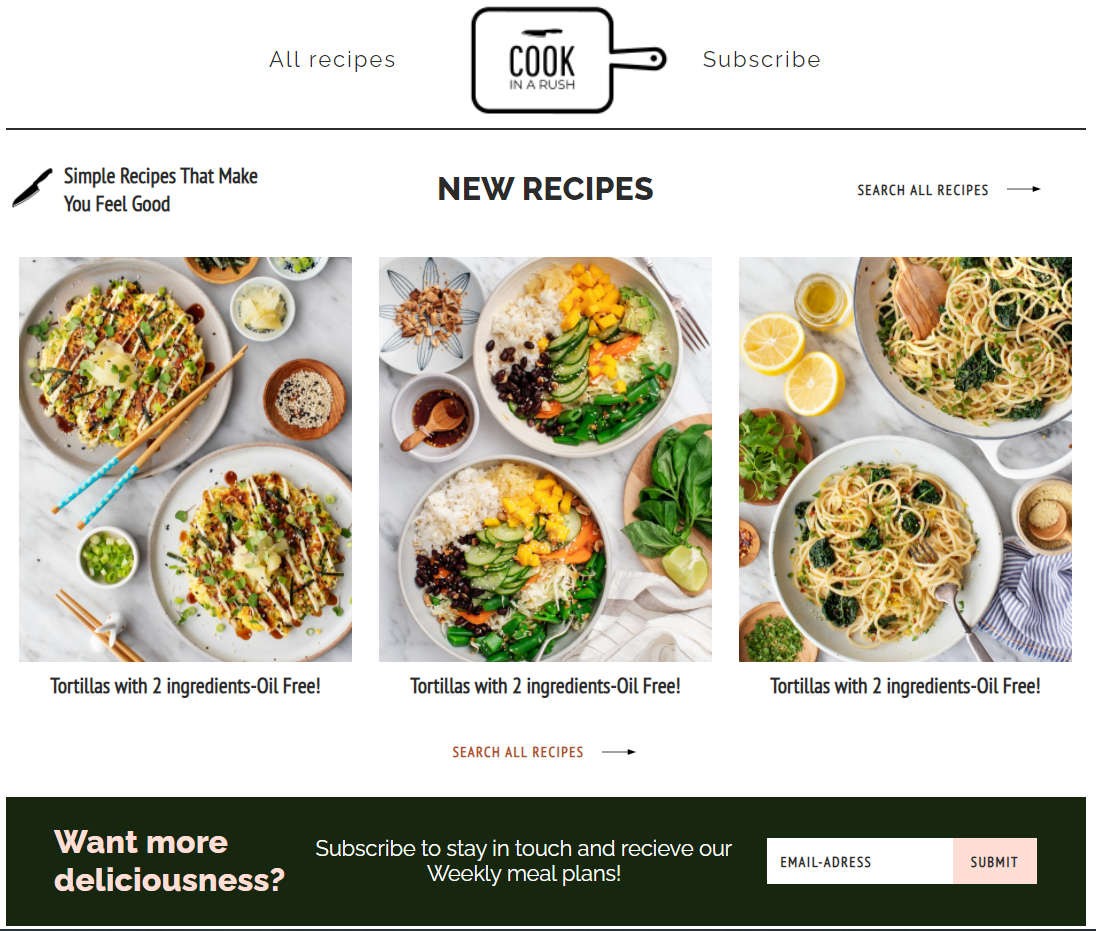 All recipes
COOK
IN A RUSH
Subscribe
Simple Recipes That Make
You Feel Good
NEW RECIPES
SEARCH ALL RECIPES
Tortillas with 2 ingredients-Oil Free!
Tortillas with 2 ingredients-Oil Free!
Tortillas with 2 ingredients-Oil Free!
SEARCH ALL RECIPES
Want more
deliciousness?
Subscribe to stay in touch and recieve our
Weekly meal plans!
EMAIL-ADRESS
SUBMIT